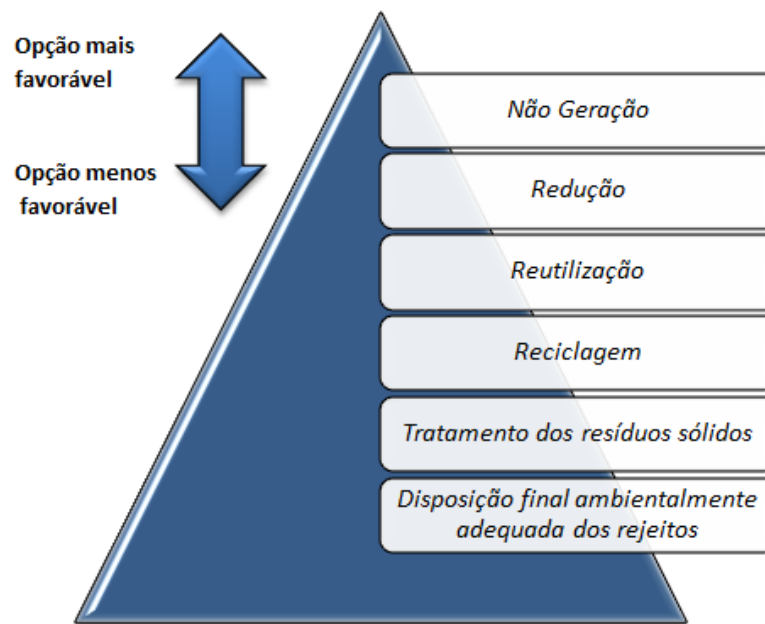 Opção mais
favorável
Opção menos
favorável
Não Geração
Redução
Reutilização
Reciclagem
Tratamento dos resíduos sólidos
Disposição final ambientalmente
adequada dos rejeitos